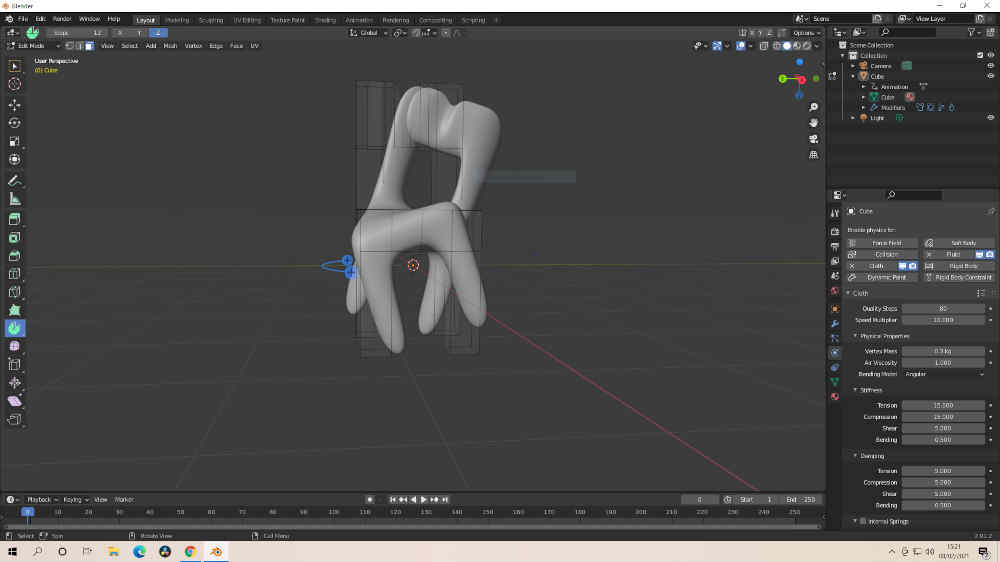 Blender
File Edit Render Window Help Layout Modeling Sculpting UV Editing Texture Paint Shading Animation Rendering Compositing Scripting + Scene View Layer
Steps 12 X Y Z Global X Y Z Options
Edit Mode View Select Add Mesh Vertex Edge Face UV
User Perspective
(0) Cube
Scene Collection
Collection
Camera
Cube
Animation
Cube
Modifiers
Light
Cube
Enable physics for:
Force Field Soft Body
Collision Fluid
Cloth Rigid Body
Dynamic Paint Rigid Body Constraint
Cloth
Quality Steps 80
Speed Multiplier 10.000
Physical Properties
Vertex Mass 0.3 kg
Air Viscosity 1.000
Bending Model Angular
Stiffness
Tension 15.000
Compression 15.000
Shear 5.000
Bending 0.500
Damping
Tension 5.000
Compression 5.000
Shear 5.000
Bending 0.500
Internal Springs
Playback Keying View Marker 0 Start 1 End 250
0 10 20 30 40 50 60 70 80 90 100 110 120 130 140 150 160 170 180 190 200 210 220 230 240 250
Select Spin Rotate View Call Menu 2.91.2
15:21
08/02/2021